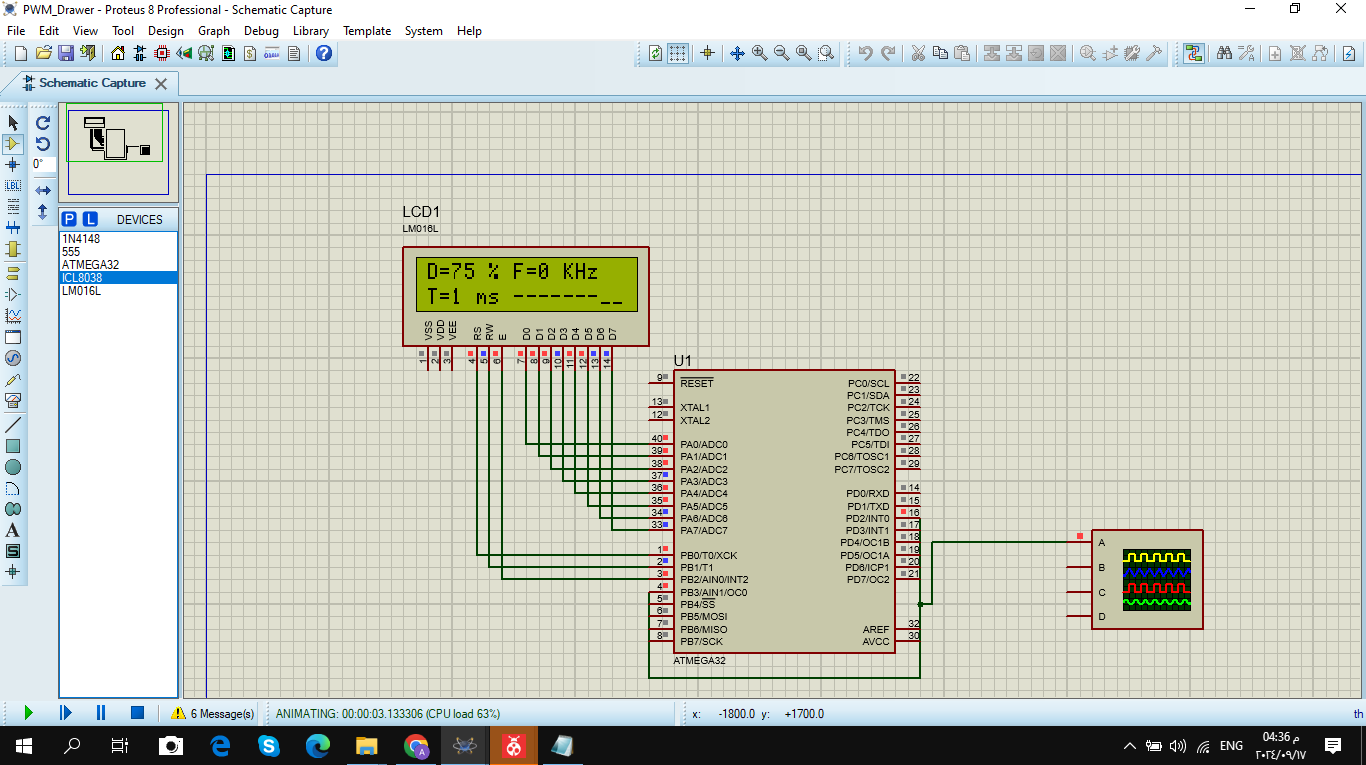 PWM_Drawer - Proteus 8 Professional - Schematic Capture
File Edit View Tool Design Graph Debug Library Template System Help
Schematic Capture
0°
LBL
P L DEVICES
1N4148
555
ATMEGA32
ICL8038
LM016L
A
S
LCD1
LM016L
D=75 % F=0 KHz
T=1 ms -------__
VSS VDD VEE RS RW E D0 D1 D2 D3 D4 D5 D6 D7
1 2 3 4 5 6 7 8 9 10 11 12 13 14
U1
9 RESET
13 XTAL1
12 XTAL2
40 PA0/ADC0
39 PA1/ADC1
38 PA2/ADC2
37 PA3/ADC3
36 PA4/ADC4
35 PA5/ADC5
34 PA6/ADC6
33 PA7/ADC7
1 PB0/T0/XCK
2 PB1/T1
3 PB2/AIN0/INT2
4 PB3/AIN1/OC0
5 PB4/SS
6 PB5/MOSI
7 PB6/MISO
8 PB7/SCK
PC0/SCL 22
PC1/SDA 23
PC2/TCK 24
PC3/TMS 25
PC4/TDO 26
PC5/TDI 27
PC6/TOSC1 28
PC7/TOSC2 29
PD0/RXD 14
PD1/TXD 15
PD2/INT0 16
PD3/INT1 17
PD4/OC1B 18
PD5/OC1A 19
PD6/ICP1 20
PD7/OC2 21
AREF 32
AVCC 30
ATMEGA32
A
B
C
D
6 Message(s) ANIMATING: 00:00:03.133306 (CPU load 63%) x: -1800.0 y: +1700.0 th
ENG
04:36 م
٢٠٢٤/٠٩/١٧